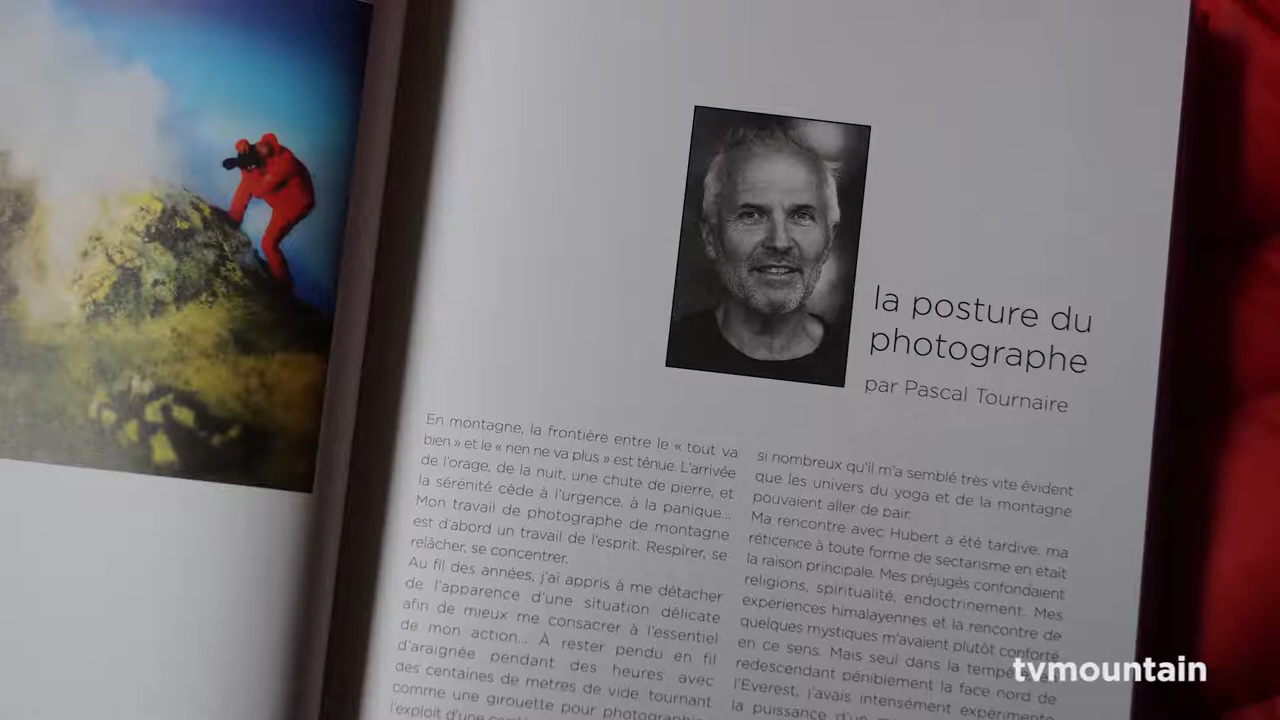 la posture du
photographe
par Pascal Tournaire
En montagne, la frontière entre le « tout va
bien » et le « rien ne va plus » est ténue. L'arrivée
de l'orage, de la nuit, une chute de pierre, et
la sérénité cède à l'urgence, à la panique...
Mon travail de photographe de montagne
est d'abord un travail de l'esprit. Respirer, se
relâcher, se concentrer.
Au fil des années, j'ai appris à me détacher
de l'apparence d'une situation délicate
afin de mieux me consacrer à l'essentiel
de mon action... À rester pendu en fil
d'araignée pendant des heures avec
des centaines de mètres de vide, tournant
comme une girouette pour
l'exploit d'une
si nombreux qu'il m'a semblé très vite évident
que les univers du yoga et de la montagne
pouvaient aller de pair.
Ma rencontre avec Hubert a été tardive, ma
réticence à toute forme de sectarisme en était
la raison principale. Mes préjugés confondaient
religions, spiritualité, endoctrinement. Mes
expériences himalayennes et la rencontre de
quelques mystiques m'avaient plutôt conforté
en ce sens. Mais seul dans la
redescendant péniblement la face nord de
l'Everest, j'avais intensément expérimenté
la puissance d'un
tvmountain